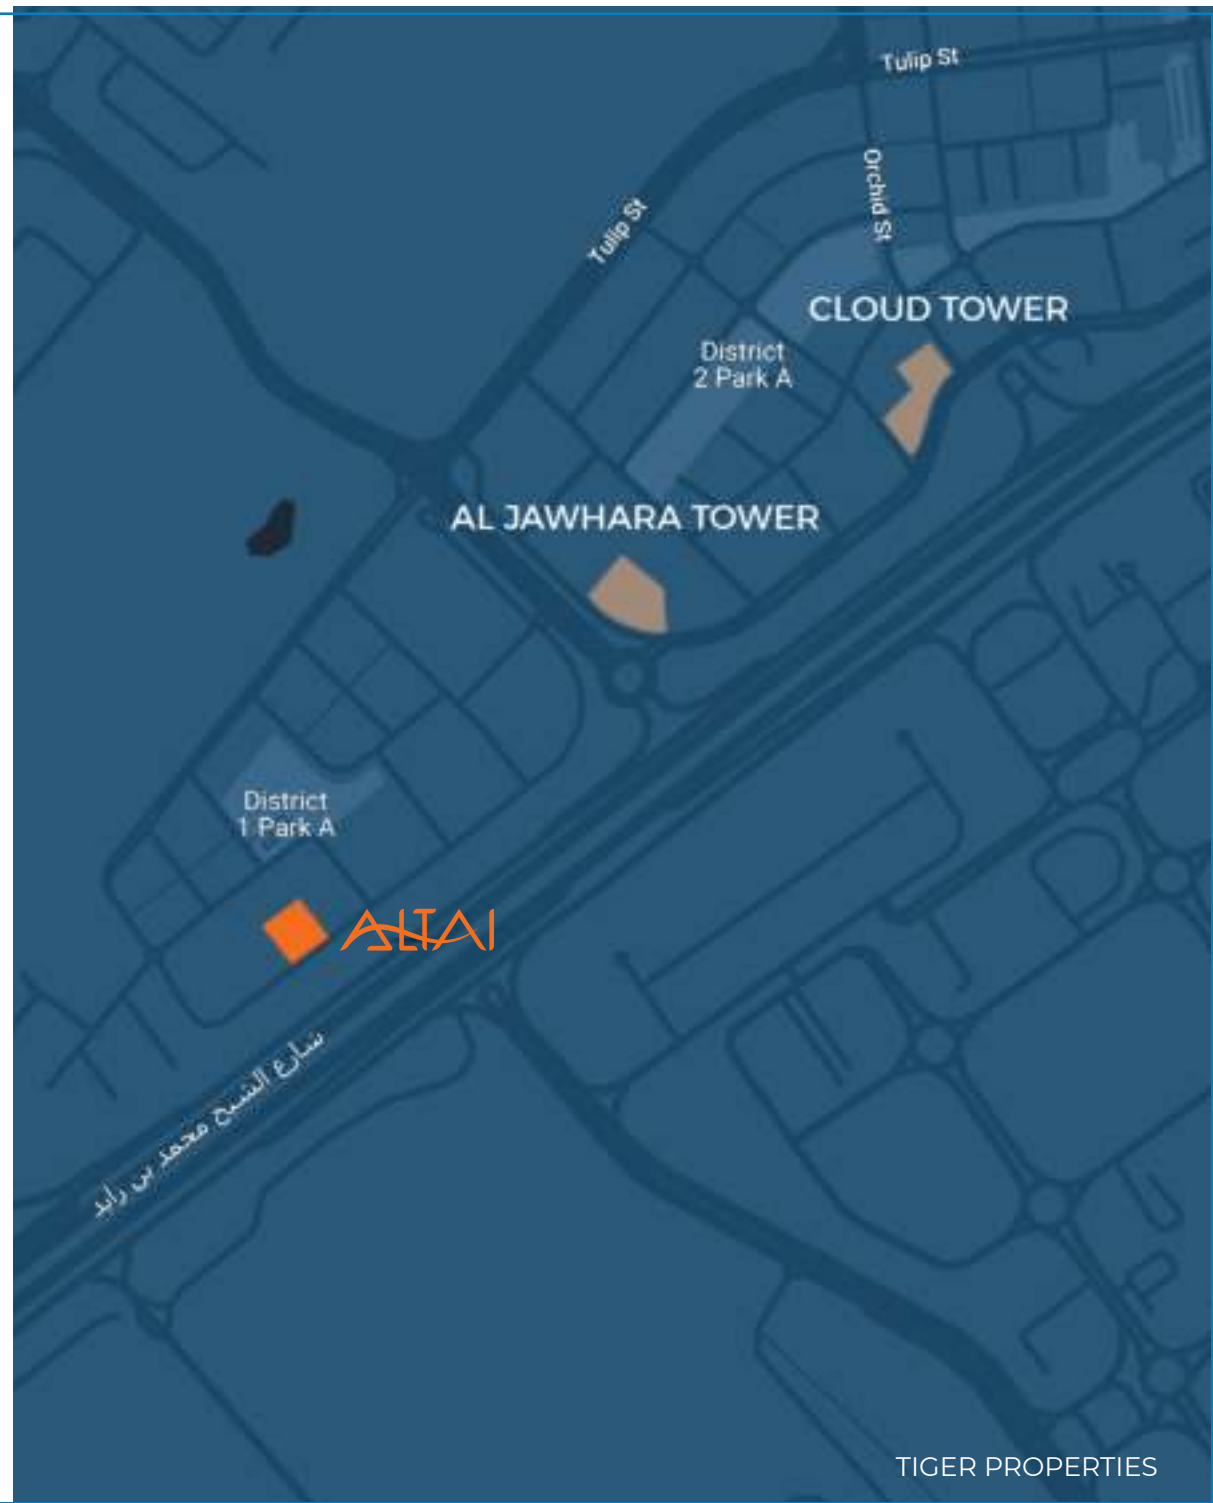 Tulip St
Orchid St
Tulip St
CLOUD TOWER
District
2 Park A
AL JAWHARA TOWER
District
1 Park A
ALTAI
شارع الشيخ محمد بن زايد
TIGER PROPERTIES